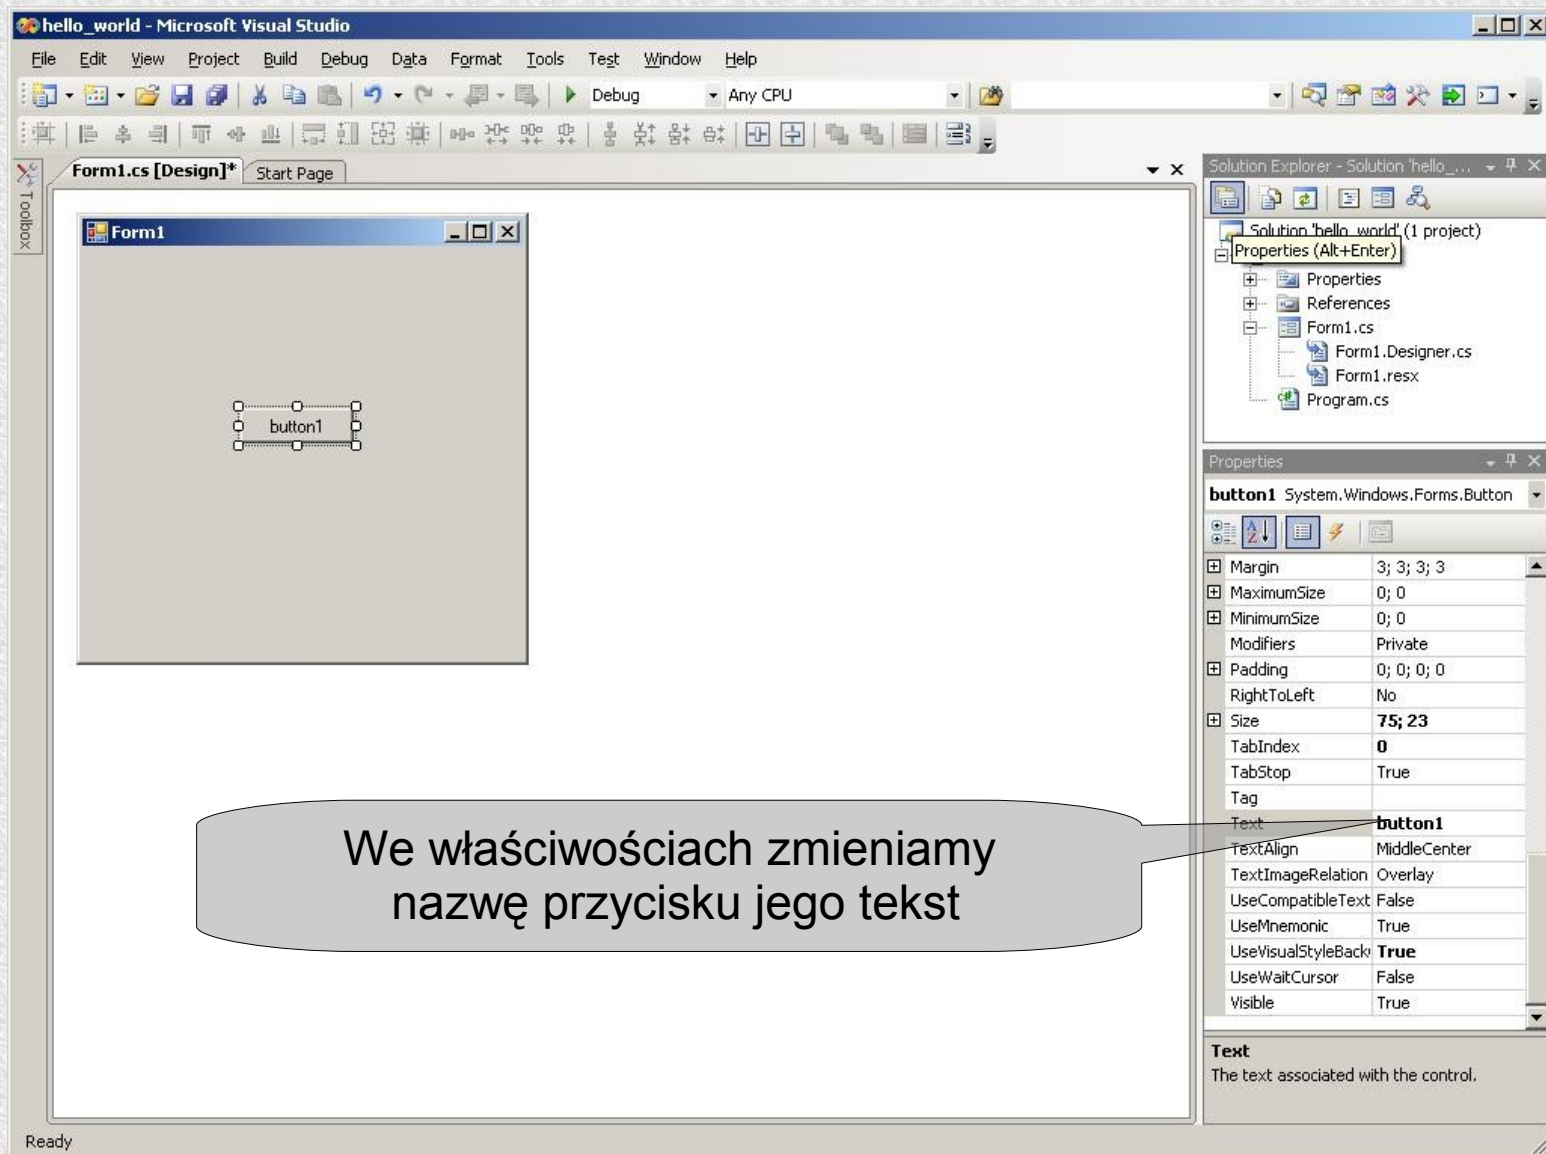 hello_world - Microsoft Visual Studio
File Edit View Project Build Debug Data Format Tools Test Window Help
Debug Any CPU
Toolbox
Form1.cs [Design]* Start Page
Form1
button1
We właściwościach zmieniamy
nazwę przycisku jego tekst
Solution Explorer - Solution 'hello_...
Solution 'hello_world' (1 project)
Properties (Alt+Enter)
Properties
References
Form1.cs
Form1.Designer.cs
Form1.resx
Program.cs
Properties
button1 System.Windows.Forms.Button
Margin 3; 3; 3; 3
MaximumSize 0; 0
MinimumSize 0; 0
Modifiers Private
Padding 0; 0; 0; 0
RightToLeft No
Size 75; 23
TabIndex 0
TabStop True
Tag
Text button1
TextAlign MiddleCenter
TextImageRelation Overlay
UseCompatibleText False
UseMnemonic True
UseVisualStyleBack True
UseWaitCursor False
Visible True
Text
The text associated with the control.
Ready